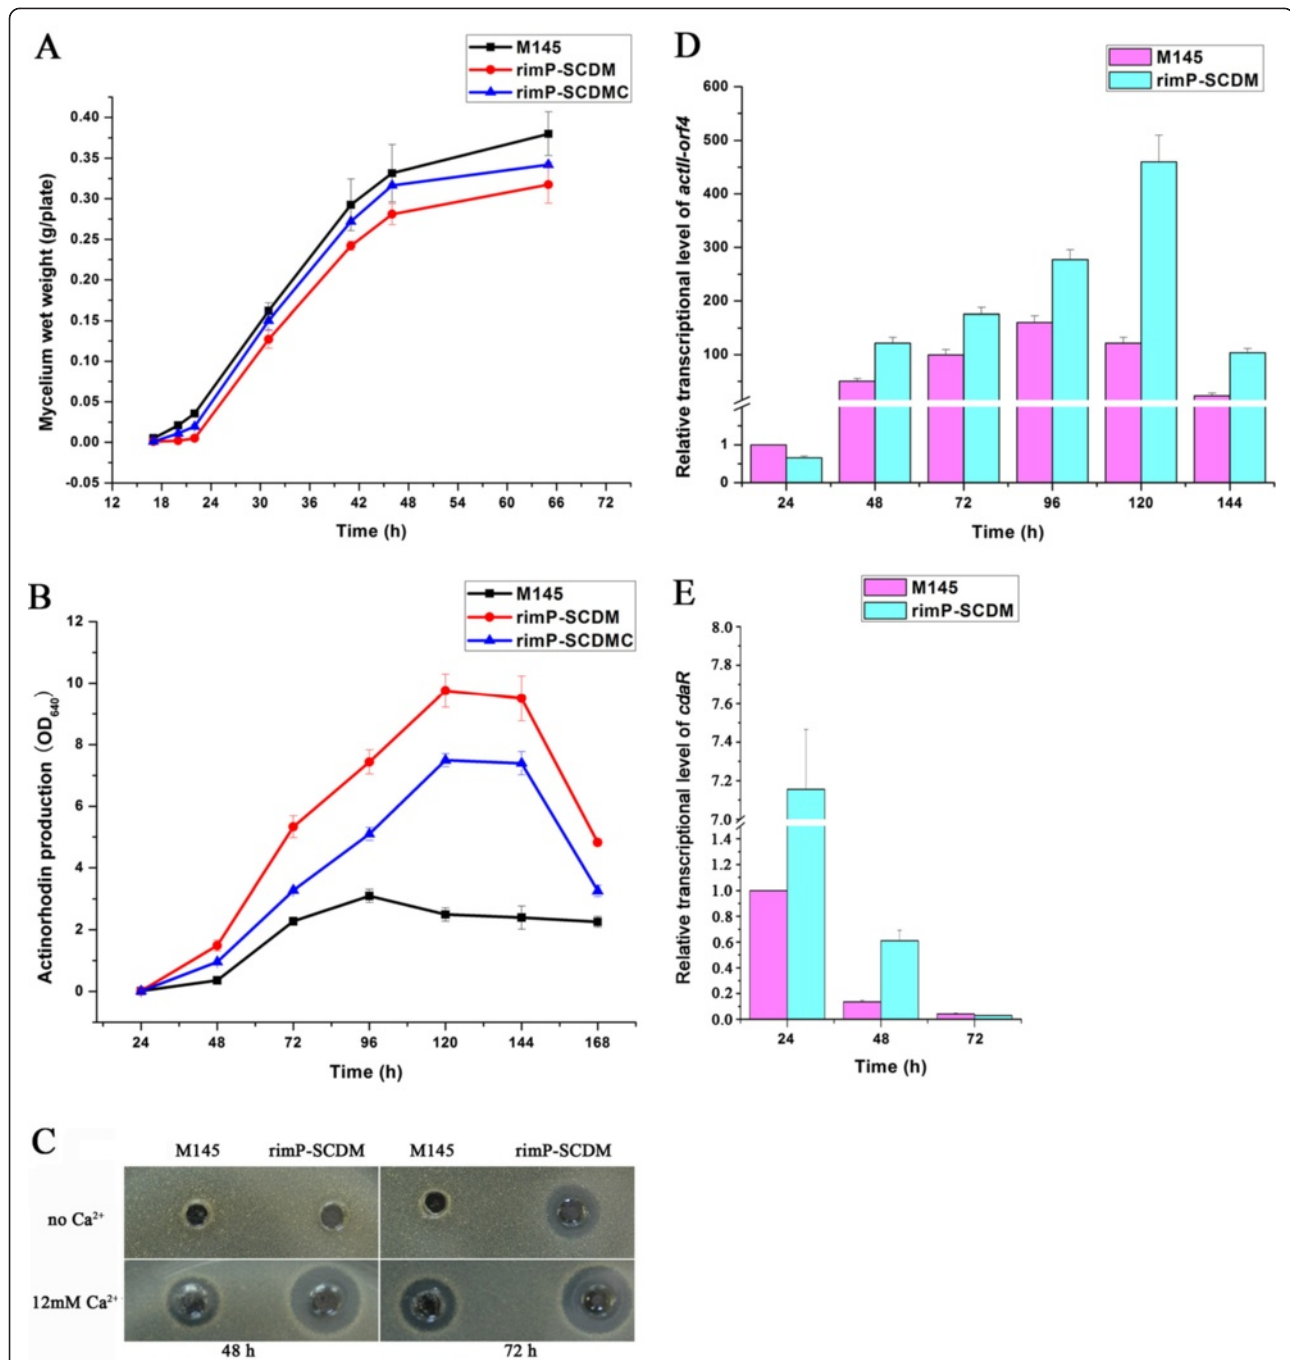 A
M145
rimP-SCDM
rimP-SCDMC
Mycelium wet weight (g/plate)
0.40
0.35
0.30
0.25
0.20
0.15
0.10
0.05
0.00
-0.05
12 18 24 30 36 42 48 54 60 66 72
Time (h)
B
M145
rimP-SCDM
rimP-SCDMC
Actinorhodin production (OD640)
12
10
8
6
4
2
0
24 48 72 96 120 144 168
Time (h)
C
M145 rimP-SCDM M145 rimP-SCDM
no Ca2+
12mM Ca2+
48 h 72 h
D
M145
rimP-SCDM
Relative transcriptional level of actII-orf4
600
500
400
300
200
100
1
0
24 48 72 96 120 144
Time (h)
E
M145
rimP-SCDM
Relative transcriptional level of cdaR
8.0
7.8
7.6
7.4
7.2
7.0
1.4
1.2
1.0
0.8
0.6
0.4
0.2
0.0
24 48 72
Time (h)